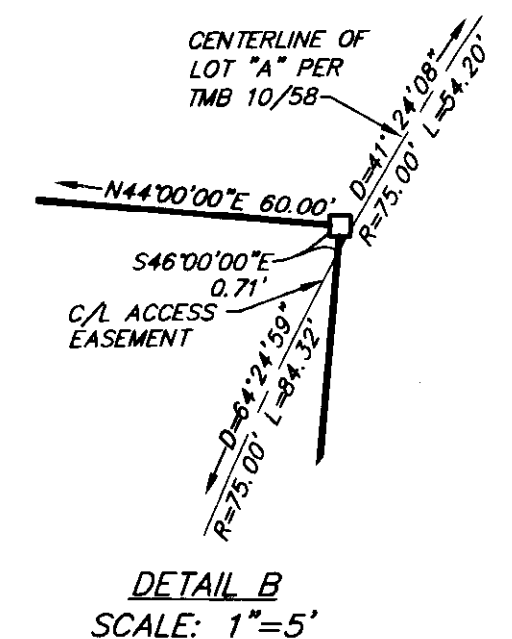 CENTERLINE OF
LOT "A" PER
TMB 10/58
D=41°24'08"
R=75.00' L=54.20'
N44°00'00"E 60.00'
S46°00'00"E
0.71'
C/L ACCESS
EASEMENT
D=64°24'59"
R=75.00' L=84.32'
DETAIL B
SCALE: 1"=5'